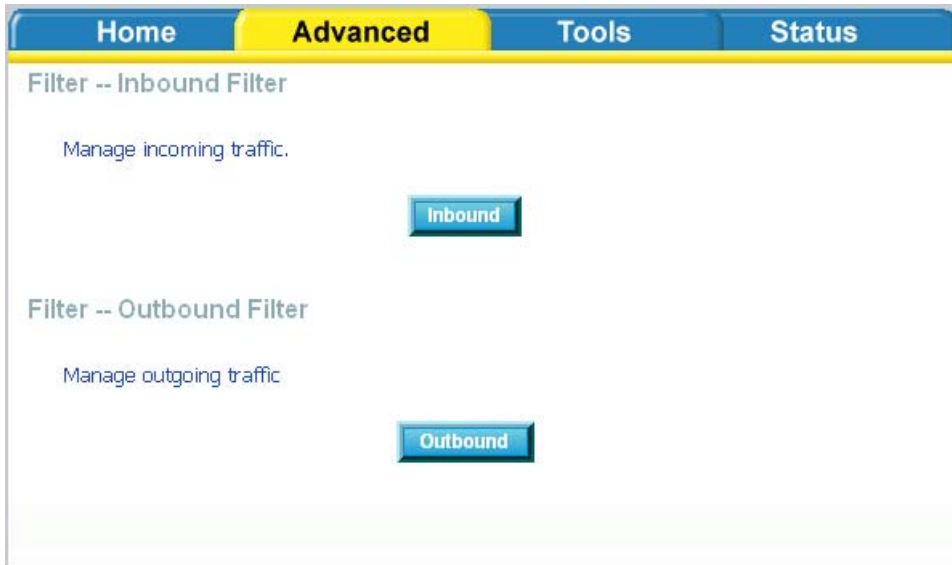 Home Advanced Tools Status
Filter -- Inbound Filter
Manage incoming traffic.
Inbound
Filter -- Outbound Filter
Manage outgoing traffic
Outbound